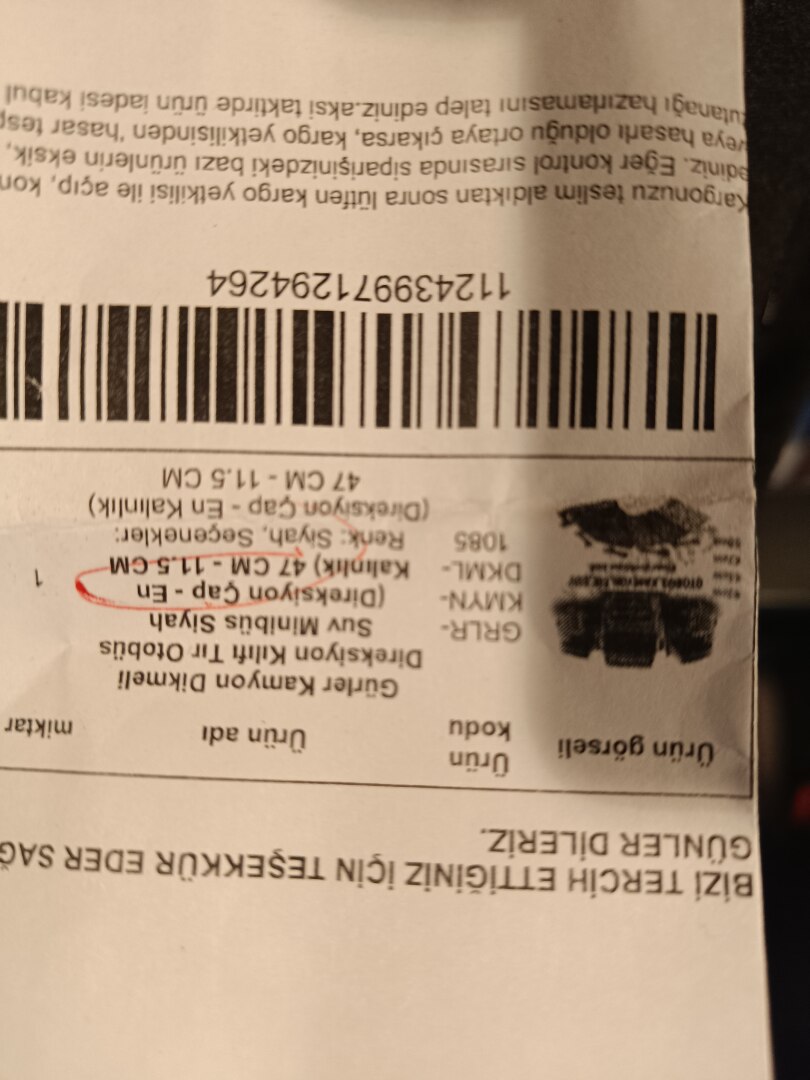 BİZİ TERCİH ETTİĞİNİZ İÇİN TEŞEKKÜR EDER SAĞ
GÜNLER DİLERİZ.
Ürün görseli
Ürün
kodu
Ürün adı
miktar
GRLR-
KMYN-
DKML-
1085
Gürler Kamyon Dikmeli
Direksiyon Kılıfı Tır Otobüs
Suv Minibüs Siyah
(Direksiyon Çap - En
Kalınlık) 47 CM - 11.5 CM
Renk: Siyah, Seçenekler:
(Direksiyon Çap - En Kalınlık)
47 CM - 11.5 CM
1
112439971294264
Kargonuzu teslim aldıktan sonra lütfen kargo yetkilisi ile açıp, kon
ediniz. Eğer kontrol sırasında siparişinizdeki bazı ürünlerin eksik,
veya hasarlı olduğu ortaya çıkarsa, kargo yetkilisinden 'hasar tesp
tutanağı hazırlamasını talep ediniz.aksi taktirde ürün iadesi kabul